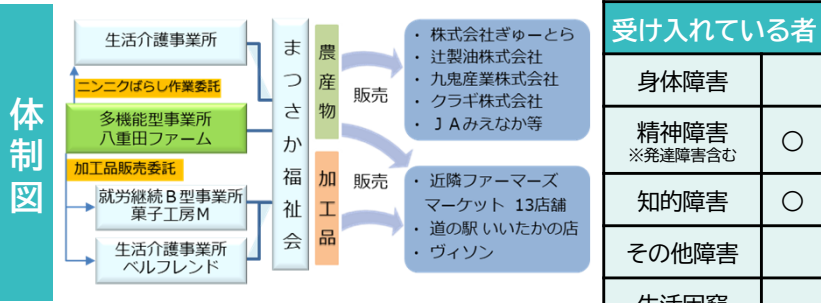 体制図
生活介護事業所
ニンニクばらし作業委託
多機能型事業所
八重田ファーム
加工品販売委託
就労継続B型事業所
菓子工房M
生活介護事業所
ベルフレンド
まつさか福祉会
農産物
加工品
販売
販売
・ 株式会社ぎゅーとら
・ 辻製油株式会社
・ 九鬼産業株式会社
・ クラギ株式会社
・ JAみえなか等
・ 近隣ファーマーズ
マーケット 13店舗
・ 道の駅 いいたかの店
・ ヴィソン
受け入れている者
身体障害
精神障害 ○
※発達障害含む
知的障害 ○
その他障害
生活困窮